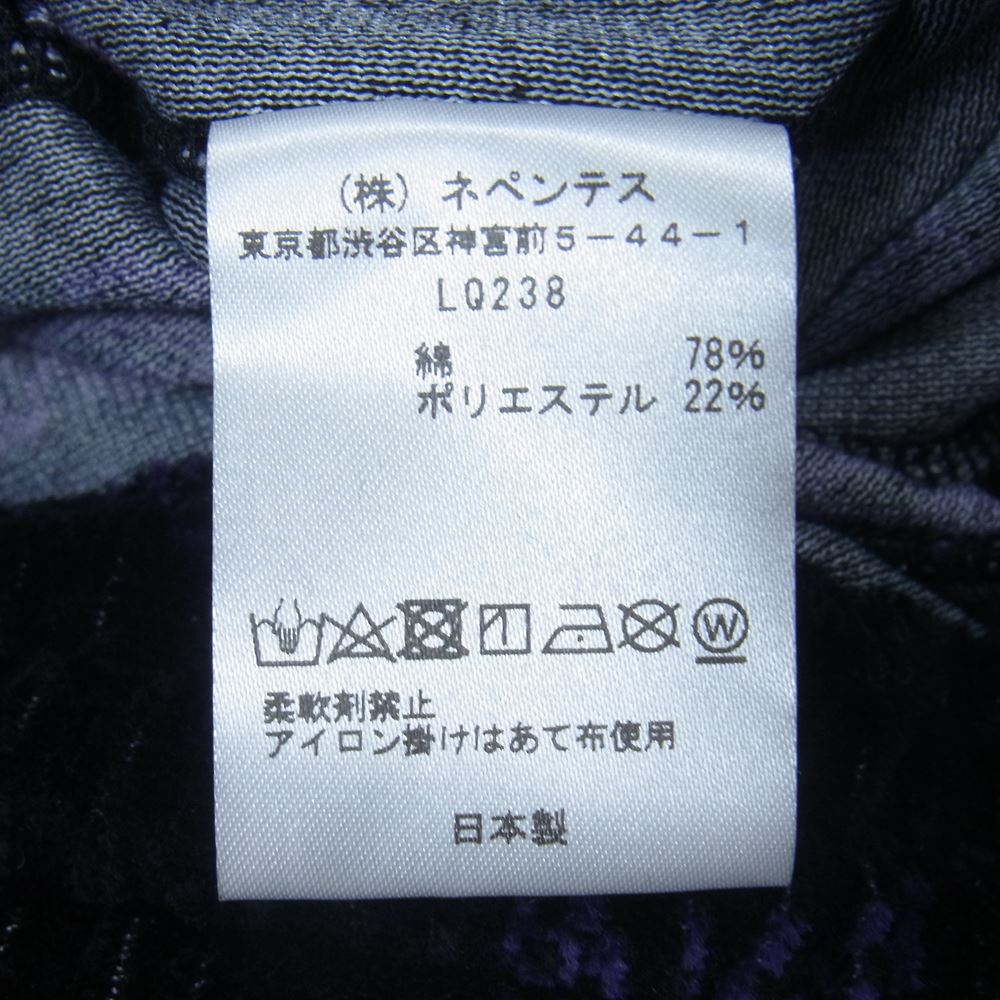 (株) ネペンテス
東京都渋谷区神宮前5-44-1
LQ238
綿 78%
ポリエステル 22%
W
柔軟剤禁止
アイロン掛けはあて布使用
日本製